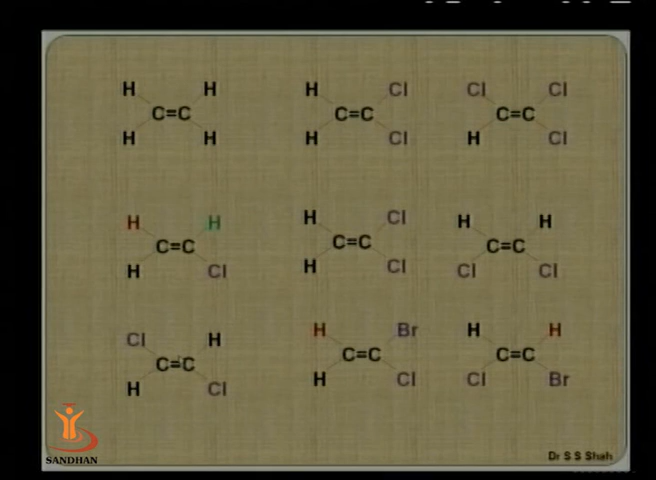 H H H Cl Cl Cl
C=C C=C C=C
H H H Cl H Cl
H H H Cl H H
C=C C=C C=C
H Cl H Cl Cl Cl
Cl H H Br H H
C=C C=C C=C
H Cl H Cl Cl Br
SANDHAN
Dr S S Shah